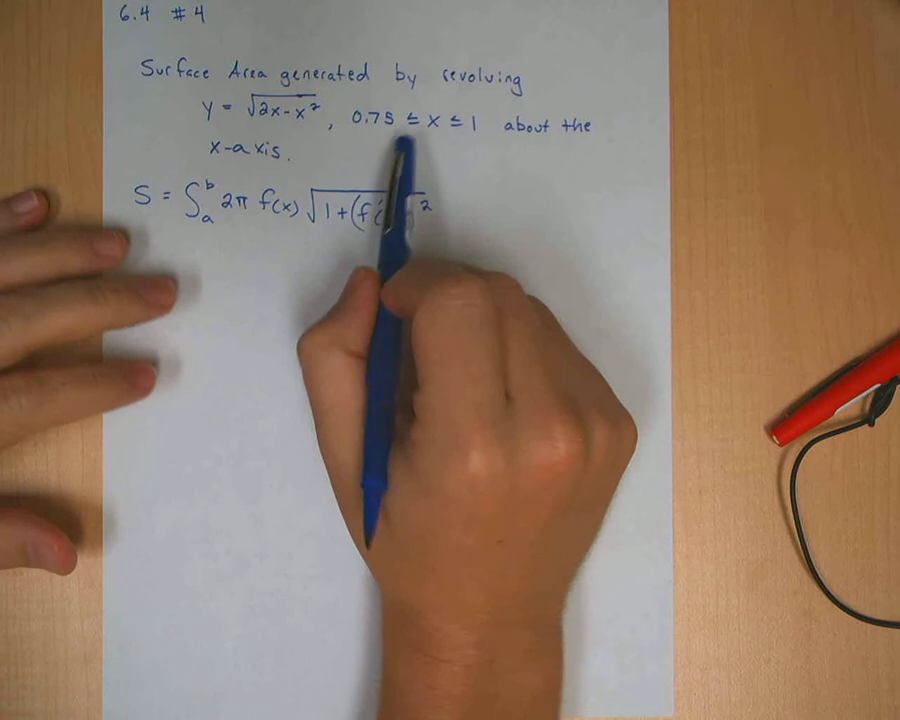 6.4 #4
Surface Area generated by revolving
y = √2x-x², 0.75 ≤ x ≤ 1 about the
x-axis.
S = ∫ₐᵇ 2π f(x) √1+(f' ²